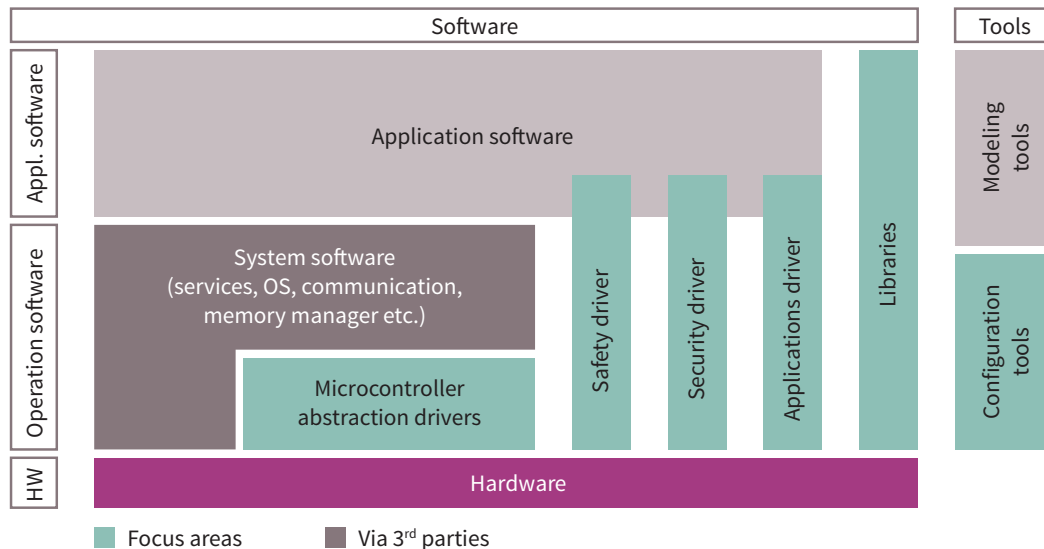 Software
Tools
Appl. software
Application software
Modeling
tools
Operation software
System software
(services, OS, communication,
memory manager etc.)
Microcontroller
abstraction drivers
Safety driver
Security driver
Applications driver
Libraries
Configuration
tools
HW
Hardware
Focus areas
Via 3rd parties